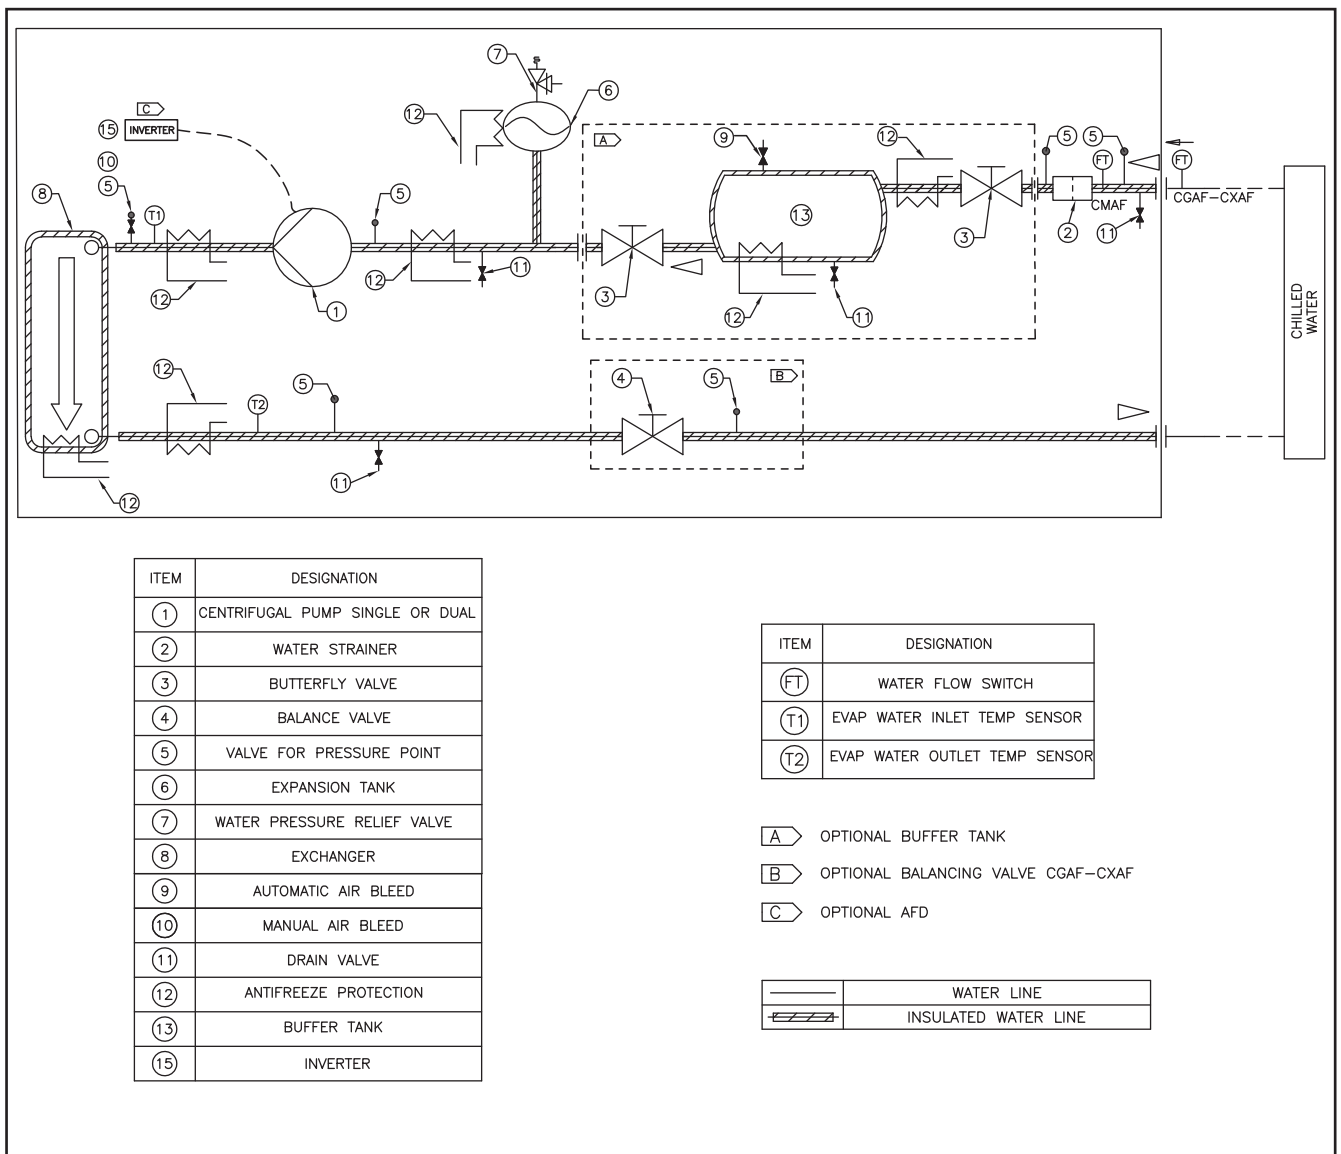 7
6
C
12
15 INVERTER
A
9
12
5
5
FT
FT
10
5
8
T1
5
13
CMAF
CGAF-CXAF
3
2
11
12
12
11
3
12
11
1
CHILLED
WATER
12
5
T2
4
5
B
11
12
ITEM DESIGNATION
1 CENTRIFUGAL PUMP SINGLE OR DUAL
2 WATER STRAINER
3 BUTTERFLY VALVE
4 BALANCE VALVE
5 VALVE FOR PRESSURE POINT
6 EXPANSION TANK
7 WATER PRESSURE RELIEF VALVE
8 EXCHANGER
9 AUTOMATIC AIR BLEED
10 MANUAL AIR BLEED
11 DRAIN VALVE
12 ANTIFREEZE PROTECTION
13 BUFFER TANK
15 INVERTER
ITEM DESIGNATION
FT WATER FLOW SWITCH
T1 EVAP WATER INLET TEMP SENSOR
T2 EVAP WATER OUTLET TEMP SENSOR
A OPTIONAL BUFFER TANK
B OPTIONAL BALANCING VALVE CGAF-CXAF
C OPTIONAL AFD
WATER LINE
INSULATED WATER LINE